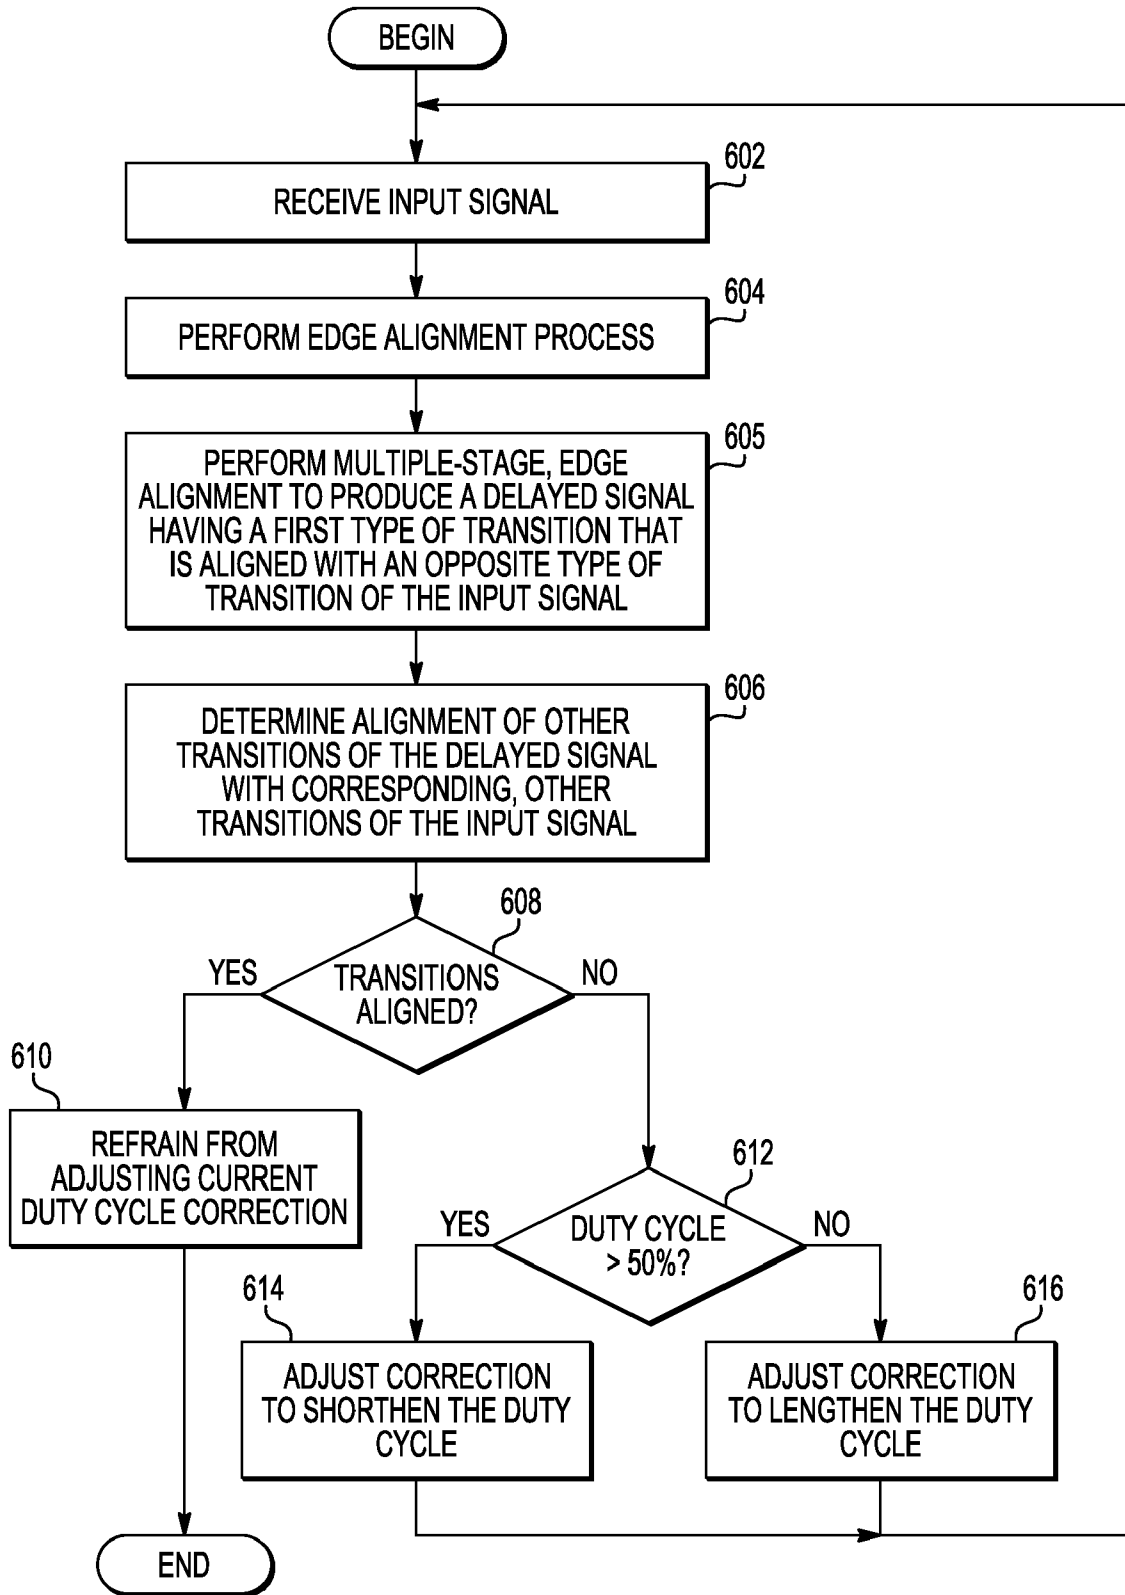 BEGIN
602
RECEIVE INPUT SIGNAL
604
PERFORM EDGE ALIGNMENT PROCESS
605
PERFORM MULTIPLE-STAGE, EDGE
ALIGNMENT TO PRODUCE A DELAYED SIGNAL
HAVING A FIRST TYPE OF TRANSITION THAT
IS ALIGNED WITH AN OPPOSITE TYPE OF
TRANSITION OF THE INPUT SIGNAL
606
DETERMINE ALIGNMENT OF OTHER
TRANSITIONS OF THE DELAYED SIGNAL
WITH CORRESPONDING, OTHER
TRANSITIONS OF THE INPUT SIGNAL
608
YES
NO
TRANSITIONS
ALIGNED?
610
REFRAIN FROM
ADJUSTING CURRENT
DUTY CYCLE CORRECTION
612
YES
NO
DUTY CYCLE
> 50%?
614
ADJUST CORRECTION
TO SHORTHEN THE DUTY
CYCLE
616
ADJUST CORRECTION
TO LENGTHEN THE DUTY
CYCLE
END